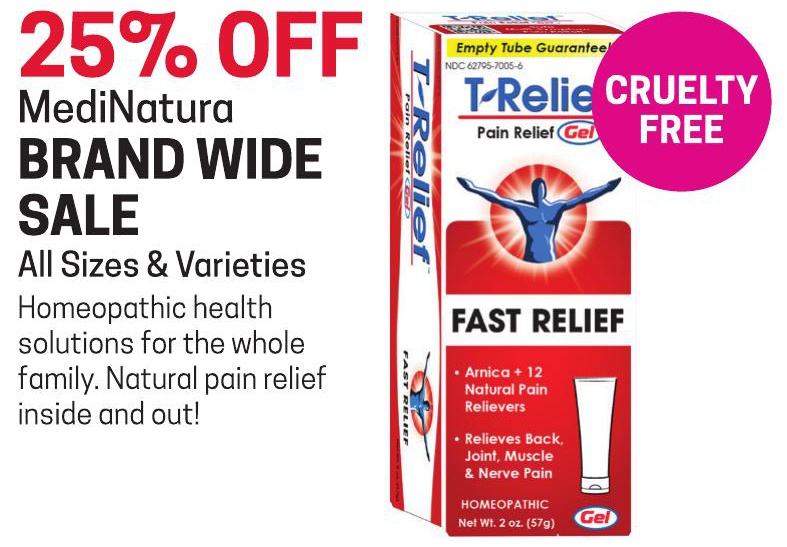 25% OFF
MediNatura
BRAND WIDE
SALE
All Sizes & Varieties
Homeopathic health
solutions for the whole
family. Natural pain relief
inside and out!
T-Relief
Empty Tube Guarantee
NDC 62795-7005-6
T-Relie
Pain Relief Gel
CRUELTY
FREE
FAST RELIEF
• Arnica + 12
Natural Pain
Relievers
• Relieves Back,
Joint, Muscle
& Nerve Pain
HOMEOPATHIC
Net Wt. 2 oz. (57g)
Gel
T-Relief
Pain Relief Gel
FAST RELIEF